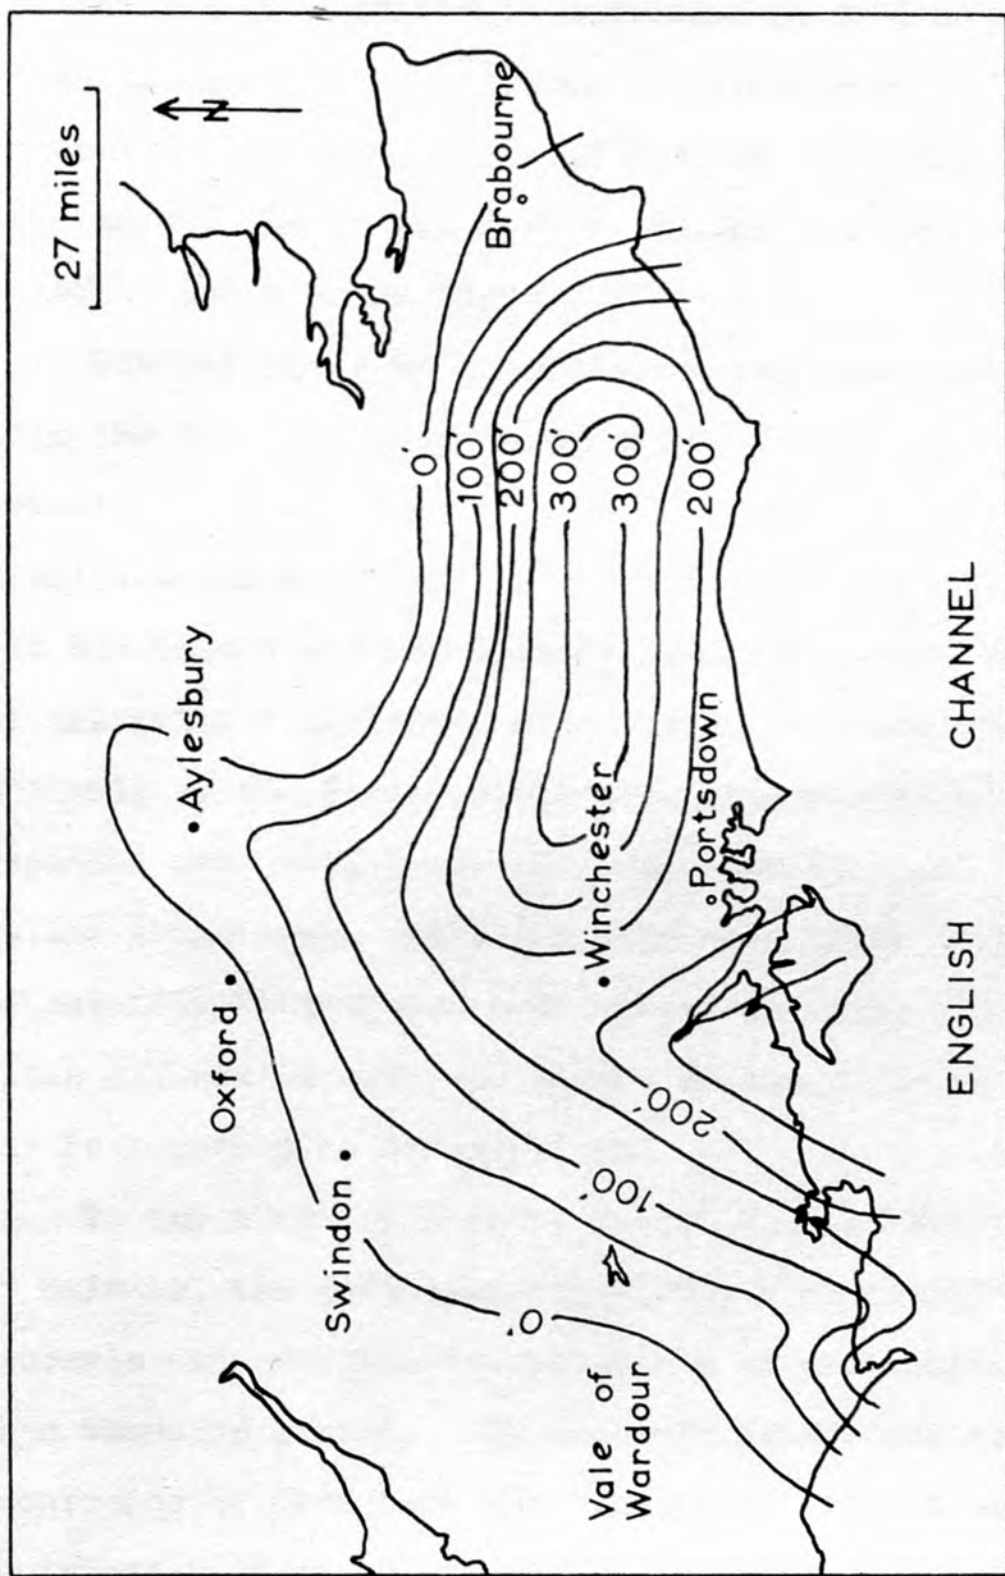 27 miles
N
Aylesbury
Oxford
Swindon
Brabourne
0'
100'
200'
300'
300'
200'
Winchester
Portsdown
200'
100'
0'
Vale of
Wardour
ENGLISH CHANNEL